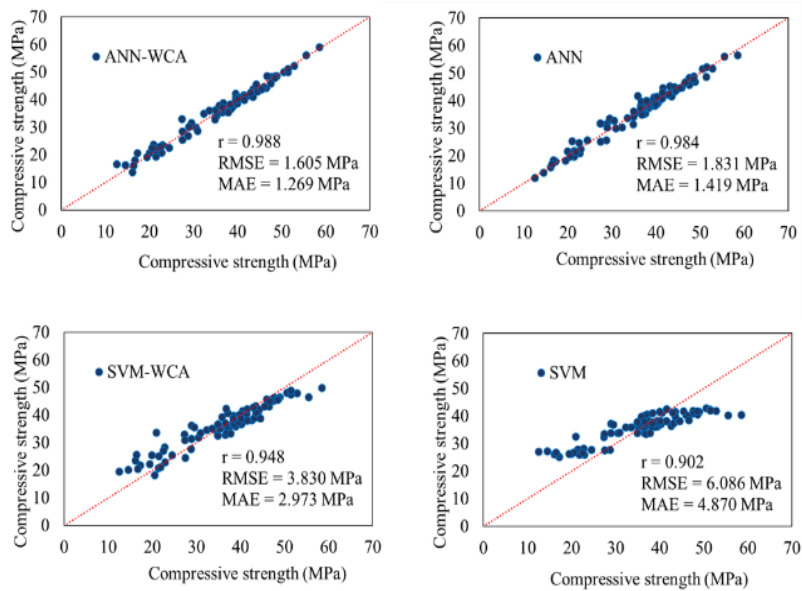 Compressive strength (MPa)
70
60
50
40
30
20
10
0
ANN-WCA
r = 0.988
RMSE = 1.605 MPa
MAE = 1.269 MPa
0 10 20 30 40 50 60 70
Compressive strength (MPa)
Compressive strength (MPa)
70
60
50
40
30
20
10
0
ANN
r = 0.984
RMSE = 1.831 MPa
MAE = 1.419 MPa
0 10 20 30 40 50 60 70
Compressive strength (MPa)
Compressive strength (MPa)
70
60
50
40
30
20
10
0
SVM-WCA
r = 0.948
RMSE = 3.830 MPa
MAE = 2.973 MPa
0 10 20 30 40 50 60 70
Compressive strength (MPa)
Compressive strength (MPa)
70
60
50
40
30
20
10
0
SVM
r = 0.902
RMSE = 6.086 MPa
MAE = 4.870 MPa
0 10 20 30 40 50 60 70
Compressive strength (MPa)